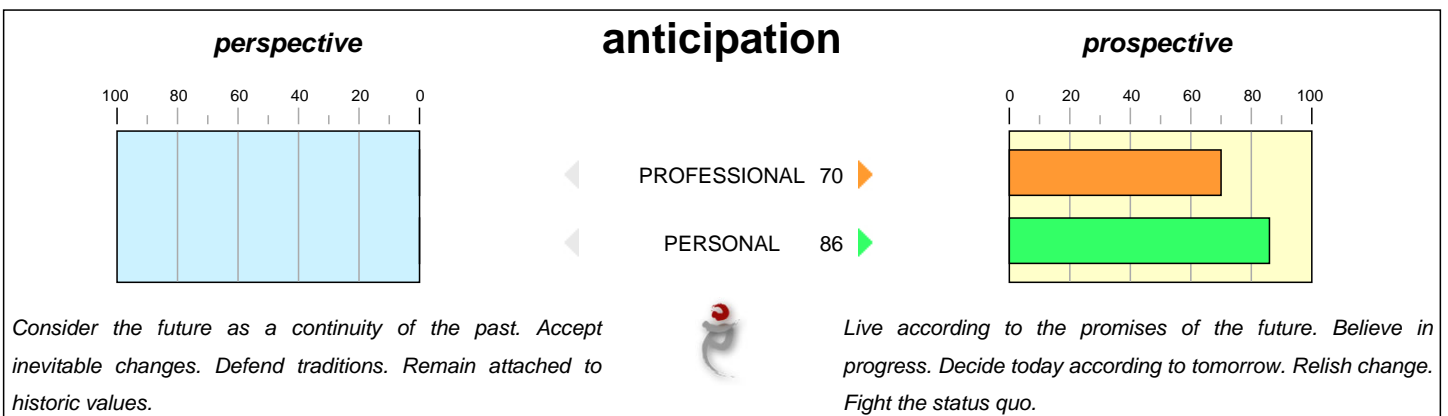 anticipation
perspective
prospective
100 80 60 40 20 0
0 20 40 60 80 100
PROFESSIONAL 70
PERSONAL 86
Consider the future as a continuity of the past. Accept
inevitable changes. Defend traditions. Remain attached to
historic values.
Live according to the promises of the future. Believe in
progress. Decide today according to tomorrow. Relish change.
Fight the status quo.